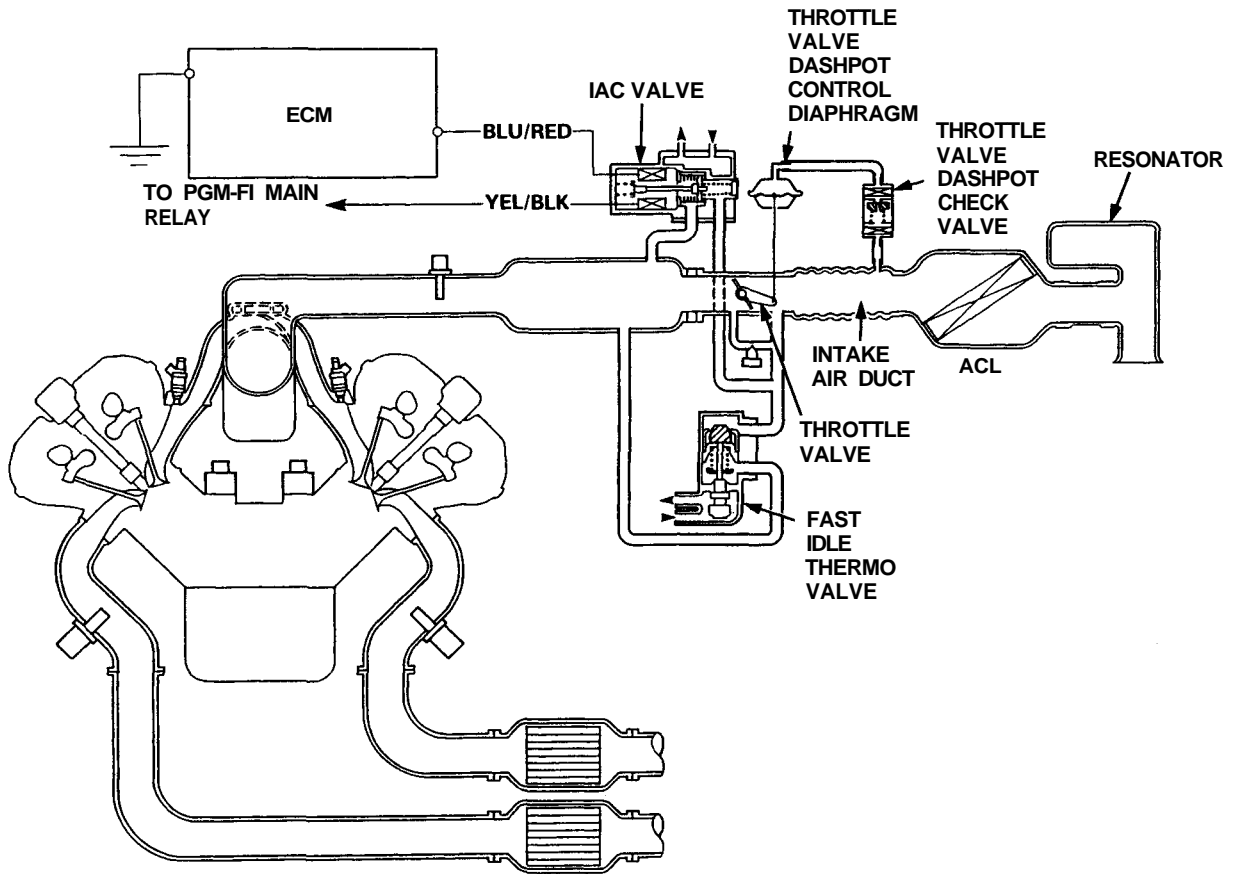 THROTTLE
VALVE
DASHPOT
CONTROL
DIAPHRAGM
IAC VALVE
ECM
BLU/RED
THROTTLE
VALVE
DASHPOT
CHECK
VALVE
RESONATOR
TO PGM-FI MAIN
RELAY
YEL/BLK
INTAKE
AIR DUCT
ACL
THROTTLE
VALVE
FAST
IDLE
THERMO
VALVE